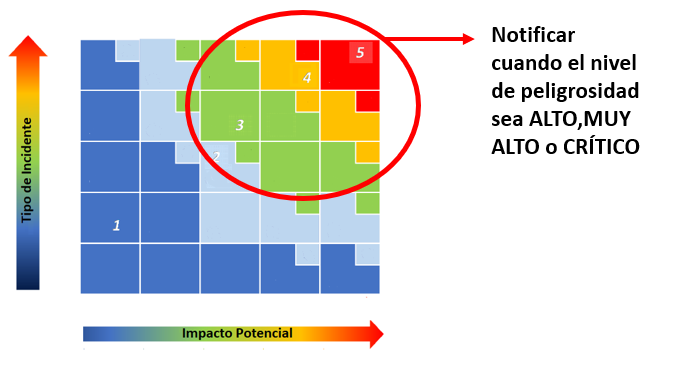 Notificar
cuando el nivel
de peligrosidad
sea ALTO,MUY
ALTO o CRÍTICO
Tipo de Incidente
5
4
3
2
1
Impacto Potencial